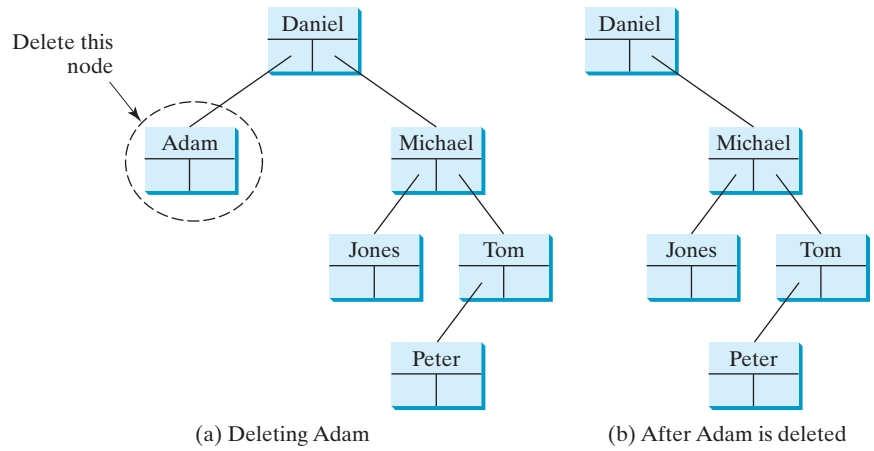 Delete this
node
Daniel
Adam
Michael
Jones
Tom
Peter
(a) Deleting Adam
Daniel
Michael
Jones
Tom
Peter
(b) After Adam is deleted